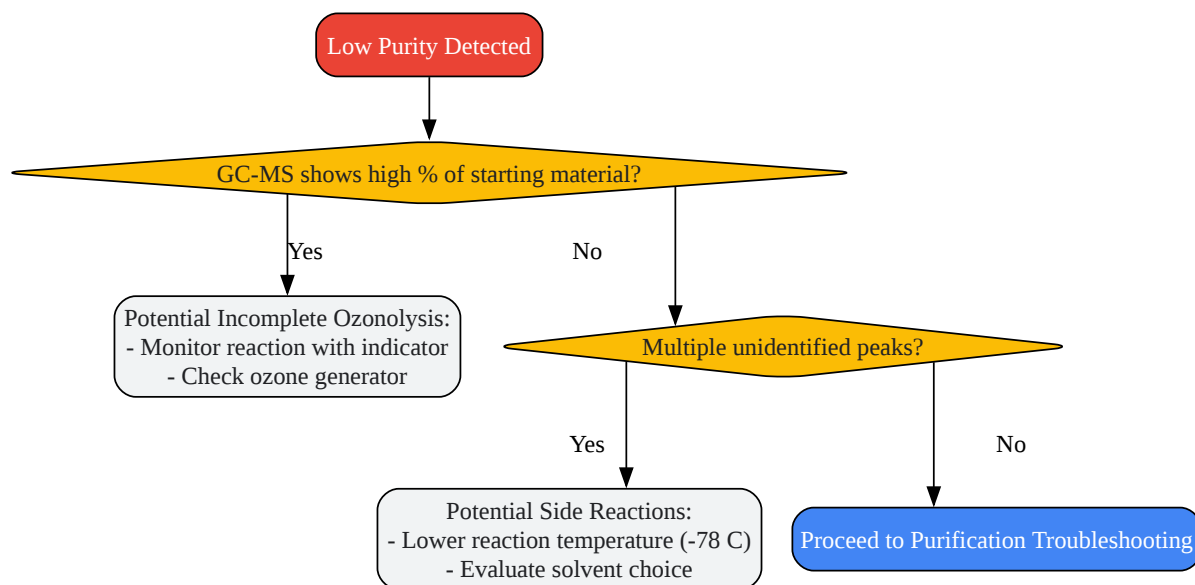 Low Purity Detected
GC-MS shows high % of starting material?
Yes
No
Potential Incomplete Ozonolysis:
- Monitor reaction with indicator
- Check ozone generator
Multiple unidentified peaks?
Yes
No
Potential Side Reactions:
- Lower reaction temperature (-78 C)
- Evaluate solvent choice
Proceed to Purification Troubleshooting